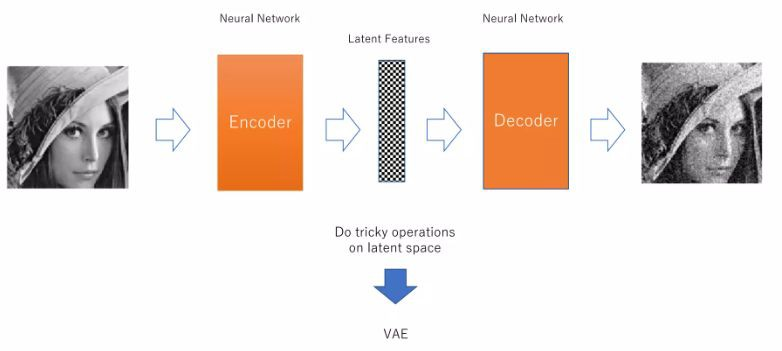 Neural Network
Neural Network
Latent Features
Encoder
Decoder
Do tricky operations
on latent space
VAE